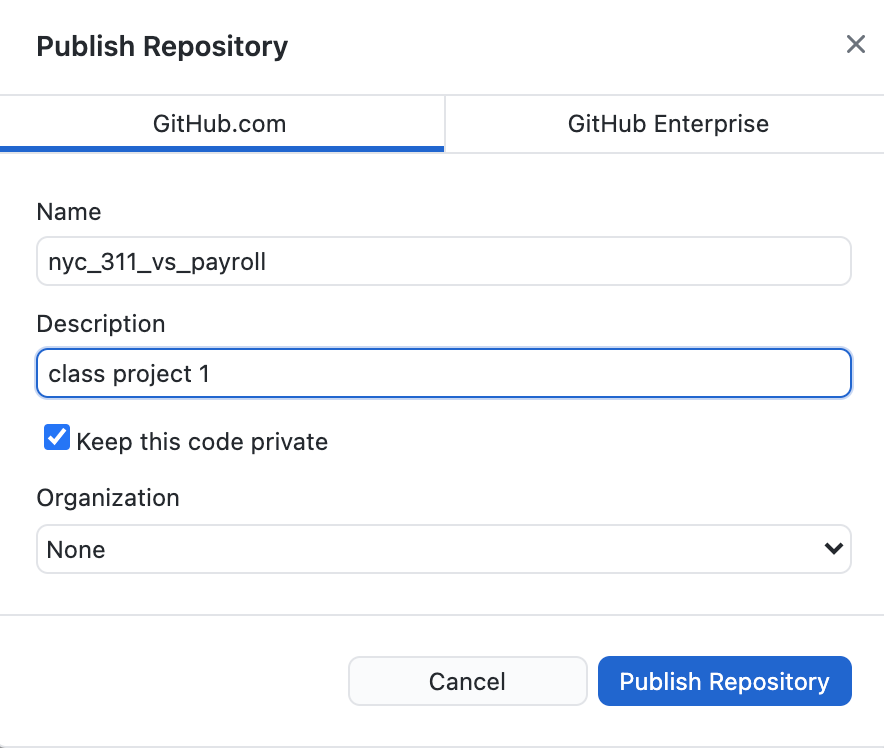 Publish Repository
GitHub.com
GitHub Enterprise
Name
nyc_311_vs_payroll
Description
class project 1
Keep this code private
Organization
None
Cancel
Publish Repository